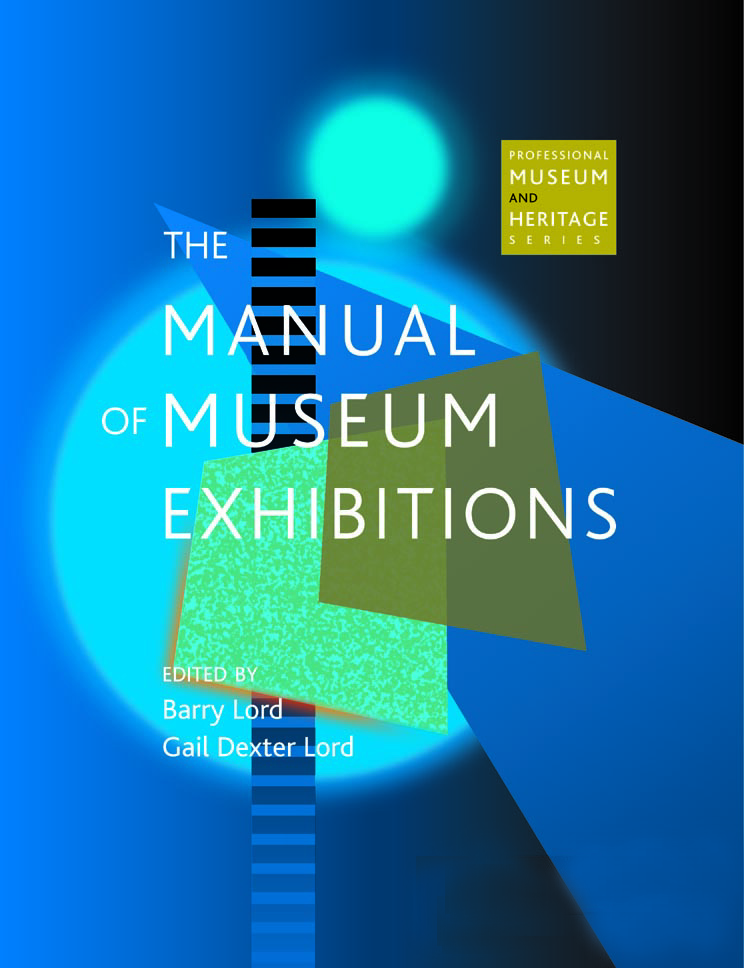 PROFESSIONAL
MUSEUM
AND
HERITAGE
SERIES
THE
MANUAL
OF MUSEUM
EXHIBITIONS
EDITED BY
Barry Lord
Gail Dexter Lord